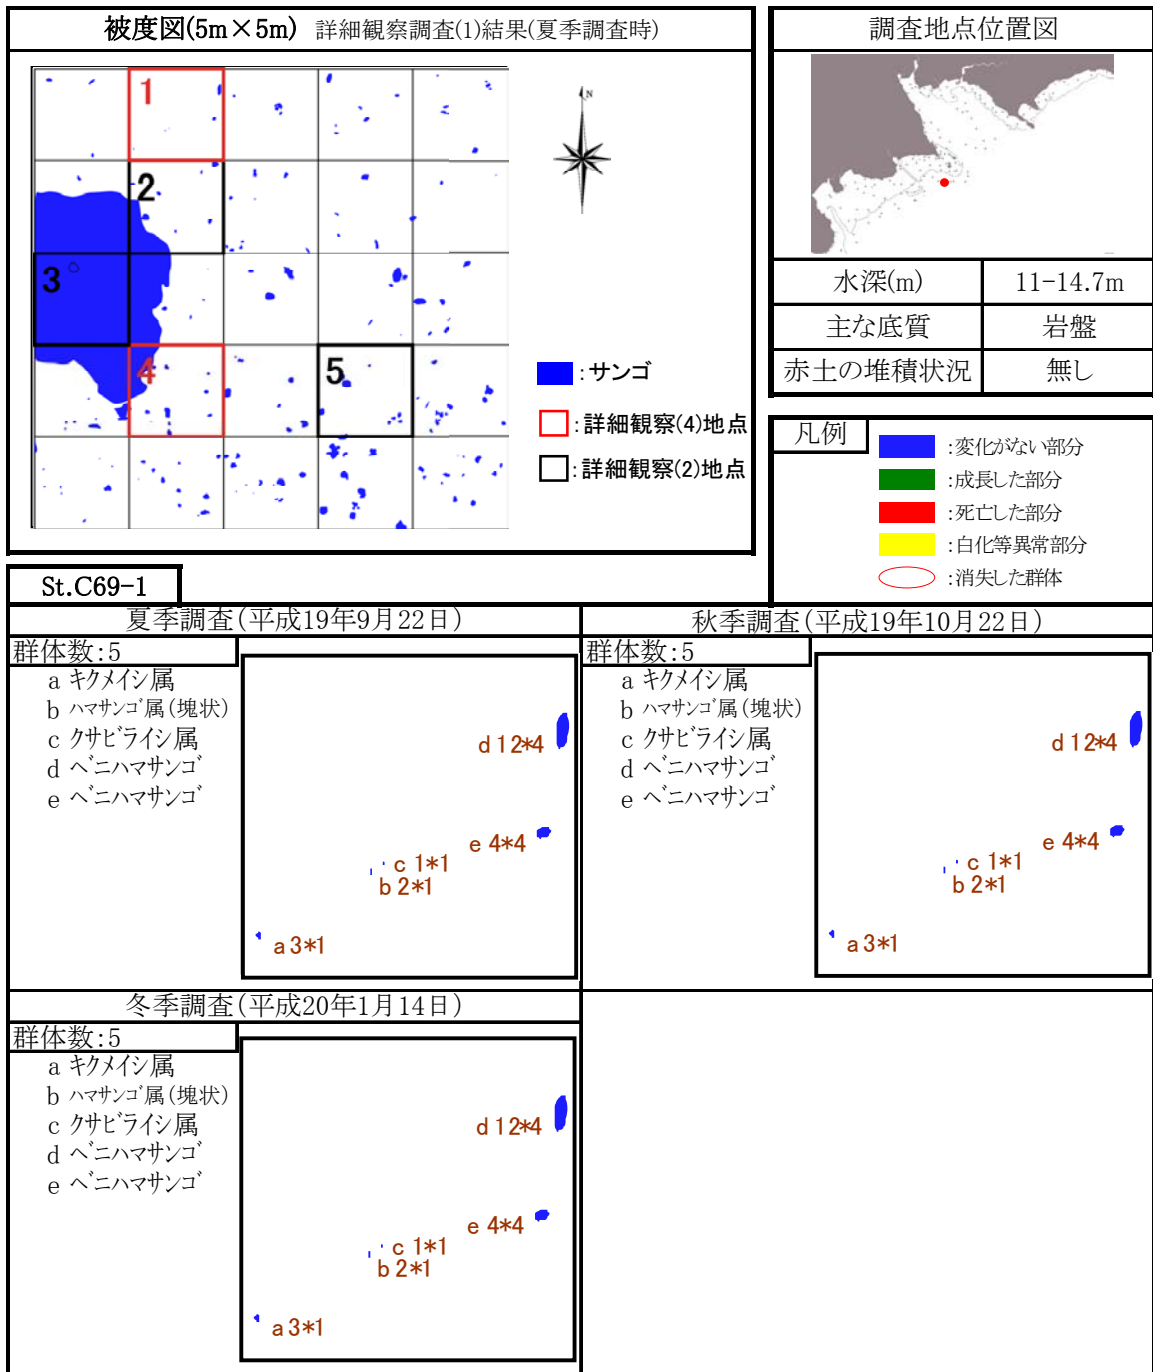 被度図(5m×5m) 詳細観察調査(1)結果(夏季調査時)
1
2
3
4
5
N
:サンゴ
:詳細観察(4)地点
:詳細観察(2)地点
調査地点位置図
水深(m) 11-14.7m
主な底質 岩盤
赤土の堆積状況 無し
凡例
:変化がない部分
:成長した部分
:死亡した部分
:白化等異常部分
:消失した群体
St.C69-1
夏季調査(平成19年9月22日)
群体数:5
a キクメイシ属
b ハマサンゴ属(塊状)
c クサビライシ属
d ベニハマサンゴ
e ベニハマサンゴ
d 12*4
e 4*4
c 1*1
b 2*1
a 3*1
秋季調査(平成19年10月22日)
群体数:5
a キクメイシ属
b ハマサンゴ属(塊状)
c クサビライシ属
d ベニハマサンゴ
e ベニハマサンゴ
d 12*4
e 4*4
c 1*1
b 2*1
a 3*1
冬季調査(平成20年1月14日)
群体数:5
a キクメイシ属
b ハマサンゴ属(塊状)
c クサビライシ属
d ベニハマサンゴ
e ベニハマサンゴ
d 12*4
e 4*4
c 1*1
b 2*1
a 3*1